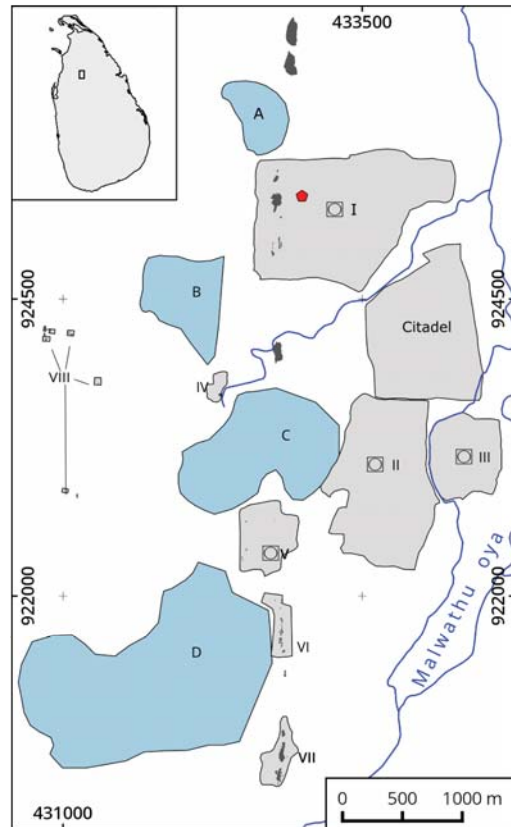 433500
A
I
924500
924500
B
Citadel
VIII
IV
C
II
III
V
922000
922000
Malwathu oya
D
VI
VII
431000
0 500 1000 m